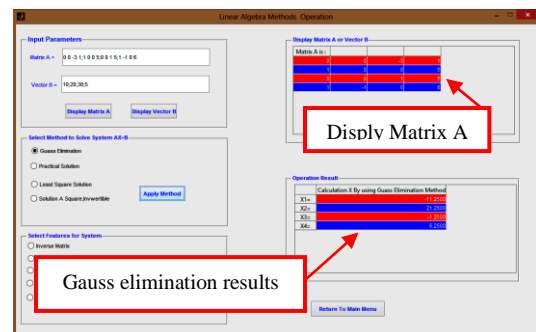 Linear Algebra Methods Operation
Input Parameters
Matrix A =
0 0 -3 1;1 0 0 5;0 8 1 5;1 -1 0 6
Vector B =
10;20;30;5
Display Matrix A
Display Vector B
Select Method to Solve System AX=B
Guass Elimination
Practical Solution
Least Square Solution
Solution A Square,Invwertible
Apply Method
Select Features for System
Inverse Matrix
Display Matrix A or Vector B
Matrix A is :
Disply Matrix A
Operation Result
Calculation X By using Guass Elimination Method
X1= -11.2500
X2= 21.2500
X3= -1.2500
X4= 6.2500
Gauss elimination results
Return To Main Menu